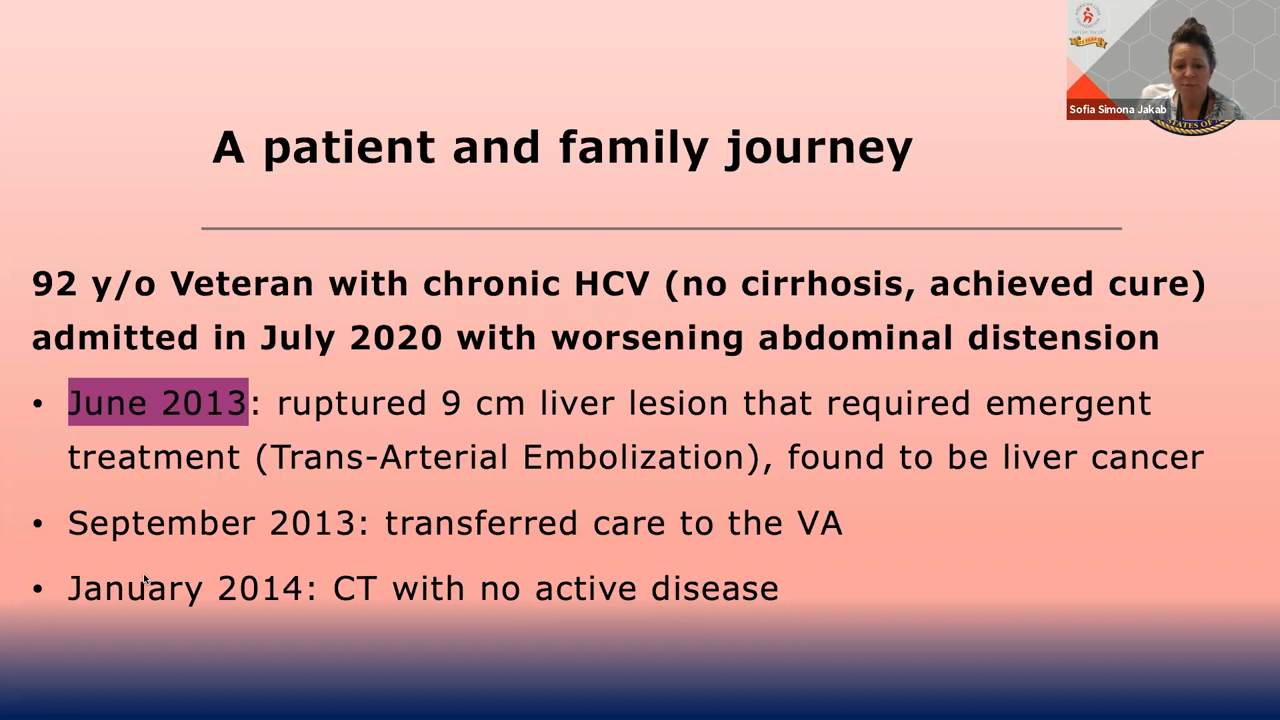 Sofia Simona Jakab
STATES OF
A patient and family journey
92 y/o Veteran with chronic HCV (no cirrhosis, achieved cure)
admitted in July 2020 with worsening abdominal distension
• June 2013: ruptured 9 cm liver lesion that required emergent
treatment (Trans-Arterial Embolization), found to be liver cancer
• September 2013: transferred care to the VA
• January 2014: CT with no active disease